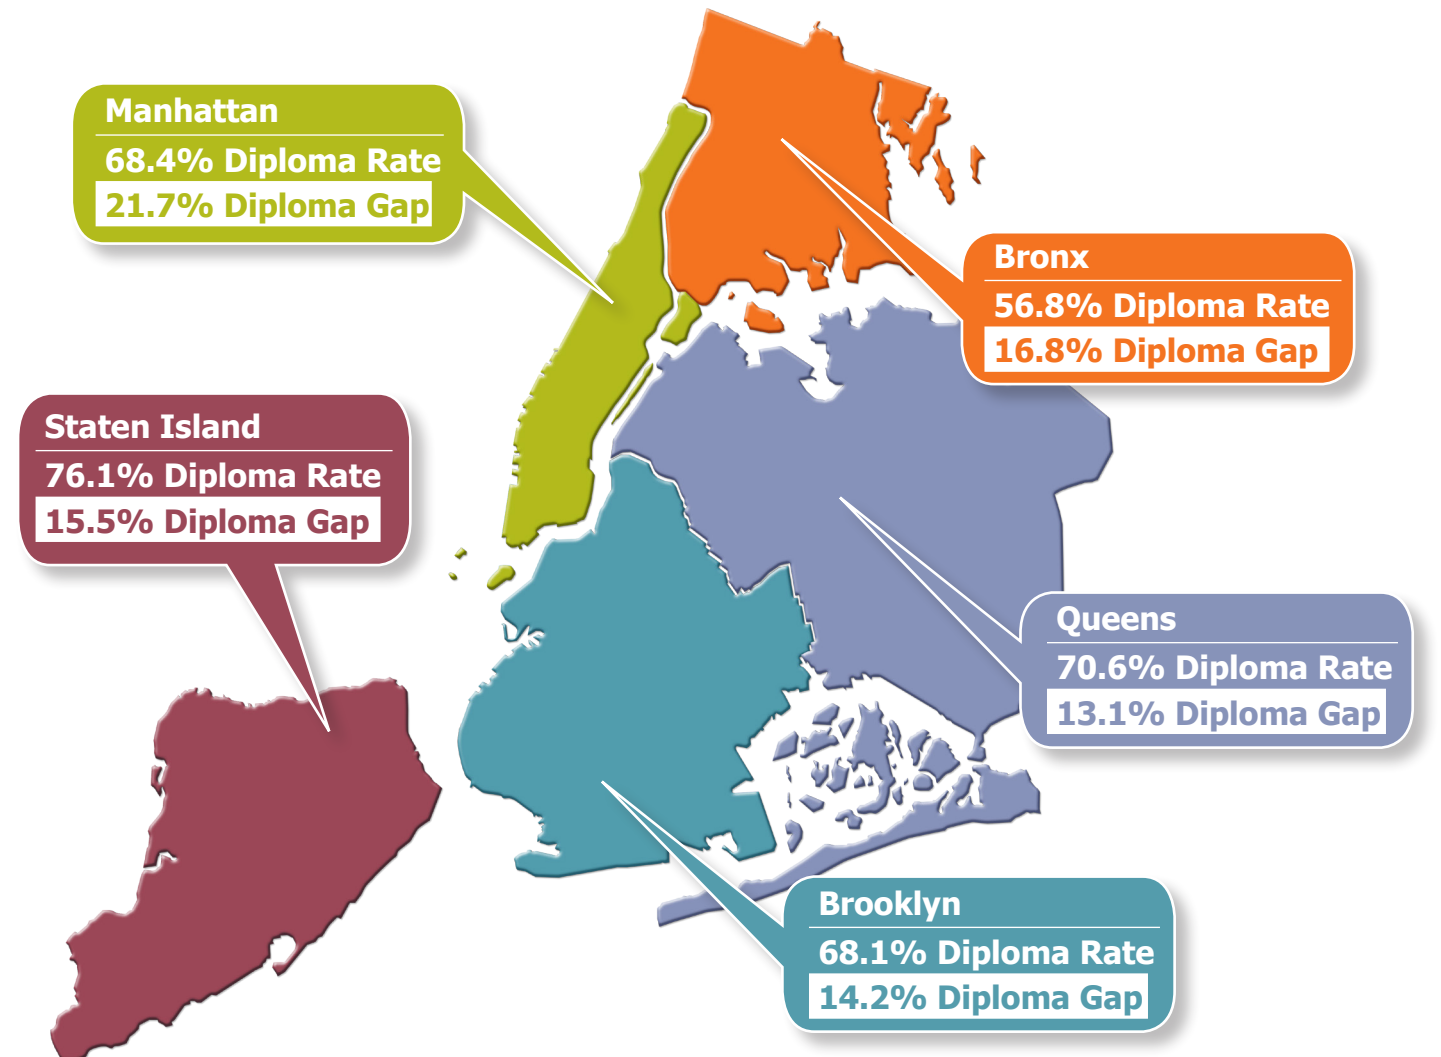 Manhattan
68.4% Diploma Rate
21.7% Diploma Gap
Bronx
56.8% Diploma Rate
16.8% Diploma Gap
Staten Island
76.1% Diploma Rate
15.5% Diploma Gap
Queens
70.6% Diploma Rate
13.1% Diploma Gap
Brooklyn
68.1% Diploma Rate
14.2% Diploma Gap